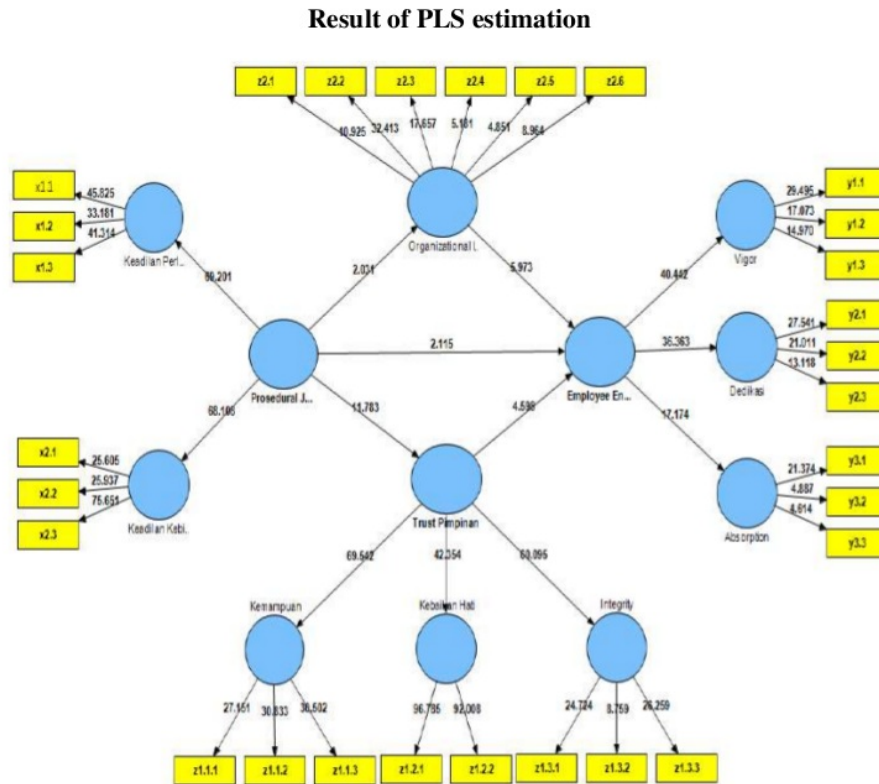 Result of PLS estimation
z2.1 z2.2 z2.3 z2.4 z2.5 z2.6
10.925 32.413 17.657 5.181 4.851 8.964
Organizational I.
x1.1
x1.2
x1.3
45.825
33.181
41.314
Keadilan Perl...
y1.1
y1.2
y1.3
29.495
17.073
14.970
Vigor
69.201
2.031
5.973
40.442
Prosedural J...
2.115
Employee En...
36.363
y2.1
y2.2
y2.3
27.541
21.011
13.118
Dedikasi
11.783
4.598
17.174
x2.1
x2.2
x2.3
25.605
25.937
75.651
Keadilan Kebi..
Trust Pimpinan
y3.1
y3.2
y3.3
21.374
4.887
4.614
Absorption
69.542
42.354
60.095
Kemampuan
Kebaikan Hati
Integrity
27.151 30.833
96.785 92.008
24.724 8.759 26.259
z1.1.1 z1.1.2 z1.1.3 z1.2.1 z1.2.2 z1.3.1 z1.3.2 z1.3.3